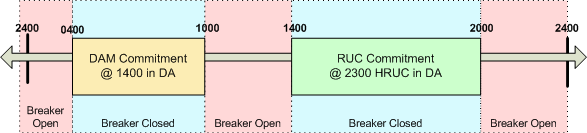 2400
0400
1000
1400
2000
2400
DAM Commitment
@ 1400 in DA
RUC Commitment
@ 2300 HRUC in DA
Breaker
Open
Breaker Closed
Breaker Open
Breaker Closed
Breaker Open